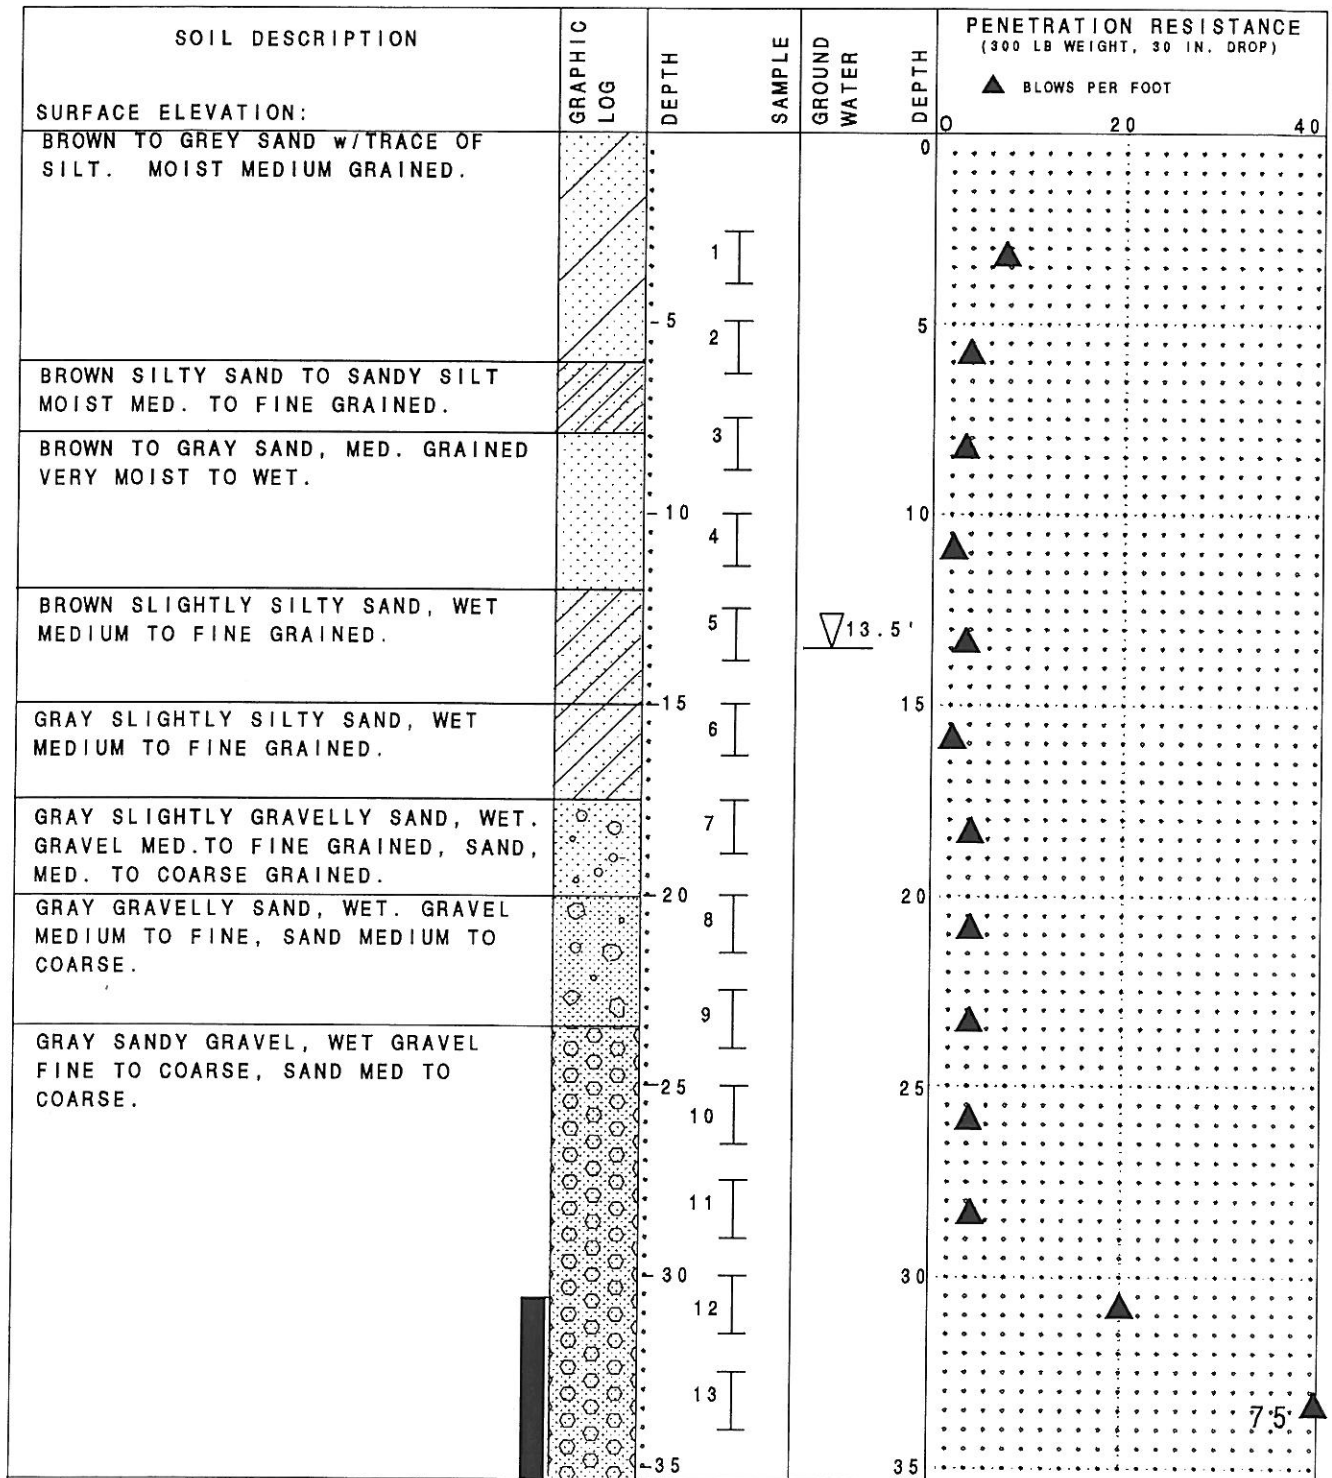 SOIL DESCRIPTION
SURFACE ELEVATION:
GRAPHIC
LOG
DEPTH
SAMPLE
GROUND
WATER
DEPTH
PENETRATION RESISTANCE
(300 LB WEIGHT, 30 IN. DROP)
BLOWS PER FOOT
0 20 40
BROWN TO GREY SAND w/TRACE OF
SILT. MOIST MEDIUM GRAINED.
BROWN SILTY SAND TO SANDY SILT
MOIST MED. TO FINE GRAINED.
BROWN TO GRAY SAND, MED. GRAINED
VERY MOIST TO WET.
BROWN SLIGHTLY SILTY SAND, WET
MEDIUM TO FINE GRAINED.
GRAY SLIGHTLY SILTY SAND, WET
MEDIUM TO FINE GRAINED.
GRAY SLIGHTLY GRAVELLY SAND, WET.
GRAVEL MED.TO FINE GRAINED, SAND,
MED. TO COARSE GRAINED.
GRAY GRAVELLY SAND, WET. GRAVEL
MEDIUM TO FINE, SAND MEDIUM TO
COARSE.
GRAY SANDY GRAVEL, WET GRAVEL
FINE TO COARSE, SAND MED TO
COARSE.
5
10
15
20
25
30
35
1
2
3
4
5
6
7
8
9
10
11
12
13
13.5'
0
5
10
15
20
25
30
35
75